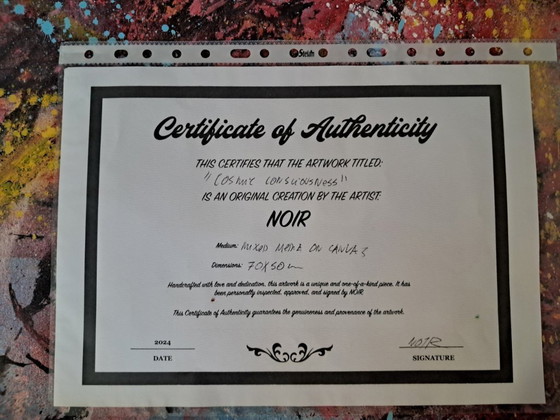 Certificate of Authenticity
THIS CERTIFIES THAT THE ARTWORK TITLED:
"COSMIC CONSCIOUSNESS"
IS AN ORIGINAL CREATION BY THE ARTIST:
NOIR
Medium: MIXED MEDIA ON CANVAS
Dimensions: 70X50 cm
Handcrafted with love and dedication, this artwork is a unique and one-of-a-kind piece. It has
been personally inspected, approved, and signed by NOIR.
This Certificate of Authenticity guarantees the genuineness and provenance of the artwork.
2024 NOIR
DATE SIGNATURE